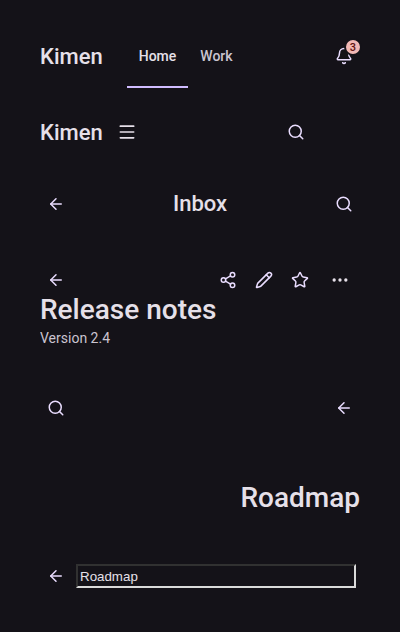 Kimen Home Work 3
Kimen
Inbox
Release notes
Version 2.4
Roadmap
Roadmap